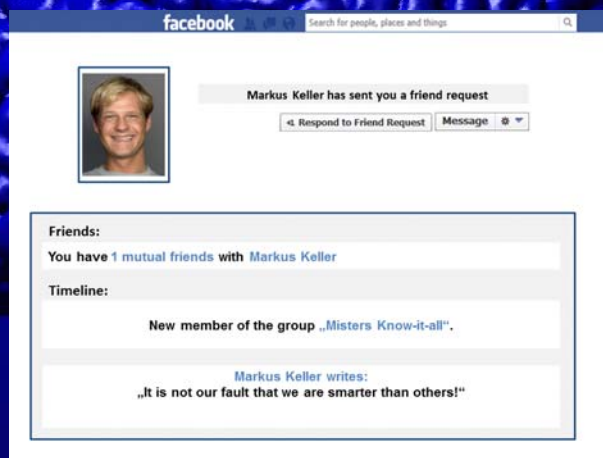 facebook
Search for people, places and things
Markus Keller has sent you a friend request
+1 Respond to Friend Request
Message
Friends:
You have 1 mutual friends with Markus Keller
Timeline:
New member of the group „Misters Know-it-all“.
Markus Keller writes:
„It is not our fault that we are smarter than others!“